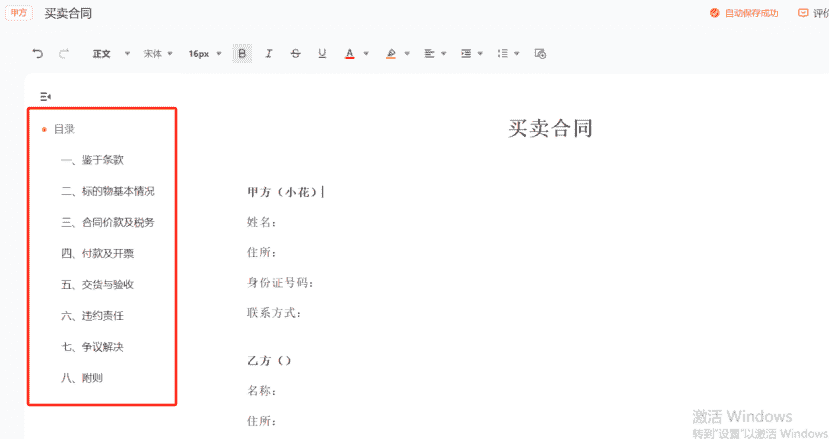 甲方 买卖合同 自动保存成功 评价
正文 宋体 16px B I S U A
目录
一、鉴于条款
二、标的物基本情况
三、合同价款及税务
四、付款及开票
五、交货与验收
六、违约责任
七、争议解决
八、附则
买卖合同
甲方（小花）
姓名：
住所：
身份证号码：
联系方式：
乙方（）
名称：
住所：
激活 Windows
转到"设置"以激活 Windows